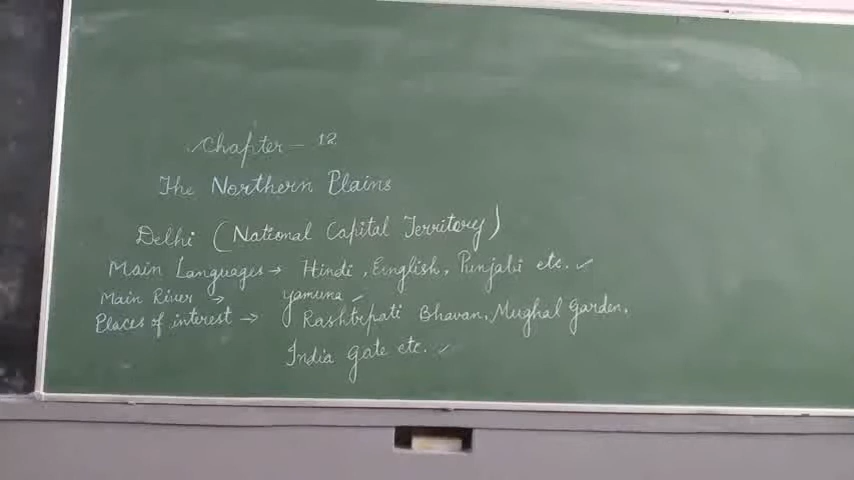 Chapter - 12
The Northern Plains
Delhi (National Capital Territory)
Main Languages → Hindi, English, Punjabi etc. ✓
Main River → Yamuna ✓
Places of interest → Rashtrpati Bhavan, Mughal Garden,
India Gate etc. ✓